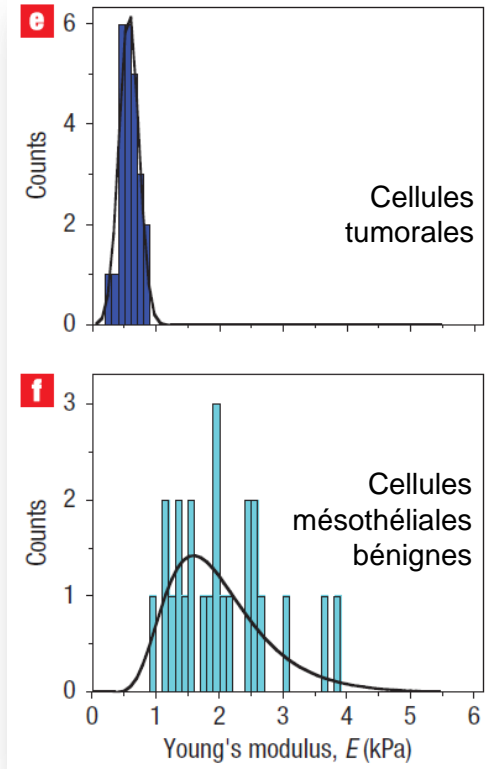 e
6
4
2
0
Counts
Cellules
tumorales
f
3
2
1
0
Counts
Cellules
mésothéliales
bénignes
0 1 2 3 4 5 6
Young's modulus, E (kPa)